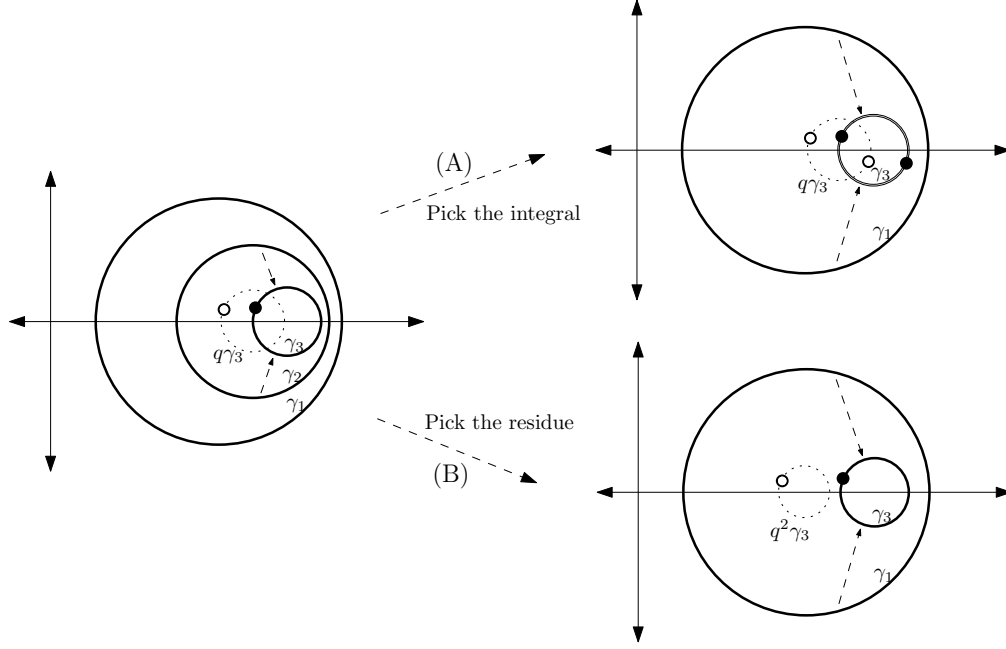 (A)
Pick the integral
qγ₃
γ₃
γ₁
qγ₃
γ₃
γ₂
γ₁
Pick the residue
(B)
q²γ₃
γ₃
γ₁